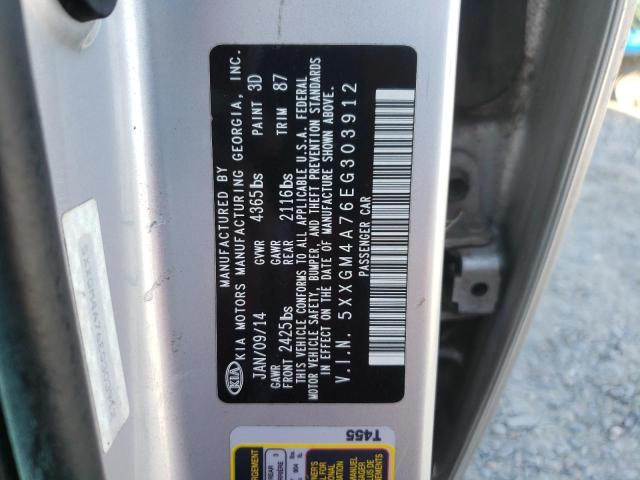 KIA
MANUFACTURED BY
KIA MOTORS MANUFACTURING GEORGIA, INC.
JAN/09/14 GVWR 4365lbs PAINT 3D
GAWR FRONT 2425lbs GAWR REAR 2116lbs TRIM 87
THIS VEHICLE CONFORMS TO ALL APPLICABLE U.S.A. FEDERAL
MOTOR VEHICLE SAFETY, BUMPER, AND THEFT PREVENTION STANDARDS
IN EFFECT ON THE DATE OF MANUFACTURE SHOWN ABOVE.
V.I.N. 5XXGM4A76EG303912
PASSENGER CAR
T455